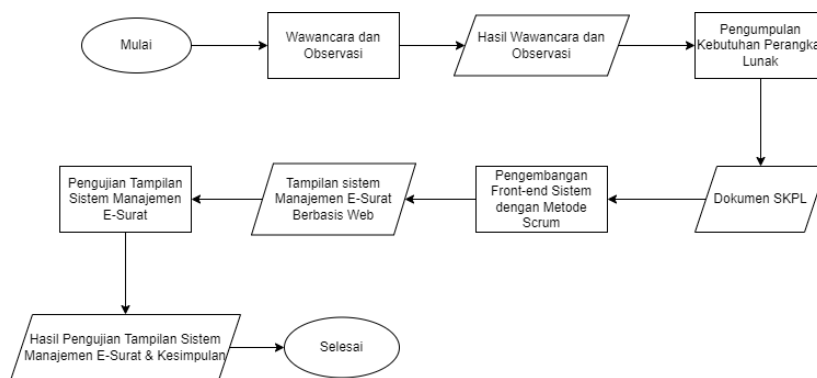 Mulai
Wawancara dan
Observasi
Hasil Wawancara dan
Observasi
Pengumpulan
Kebutuhan Perangka
Lunak
Dokumen SKPL
Pengembangan
Front-end Sistem
dengan Metode
Scrum
Tampilan sistem
Manajemen E-Surat
Berbasis Web
Pengujian Tampilan
Sistem Manajemen
E-Surat
Hasil Pengujian Tampilan Sistem
Manajemen E-Surat & Kesimpulan
Selesai